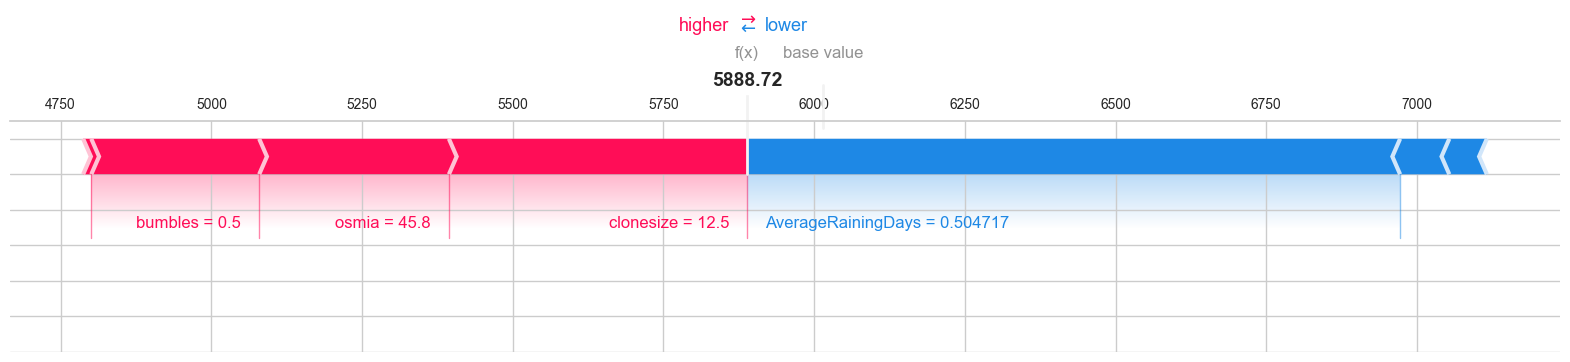 higher ⇄ lower
f(x) base value
5888.72
4750 5000 5250 5500 5750 6000 6250 6500 6750 7000
bumbles = 0.5 osmia = 45.8 clonesize = 12.5 AverageRainingDays = 0.504717